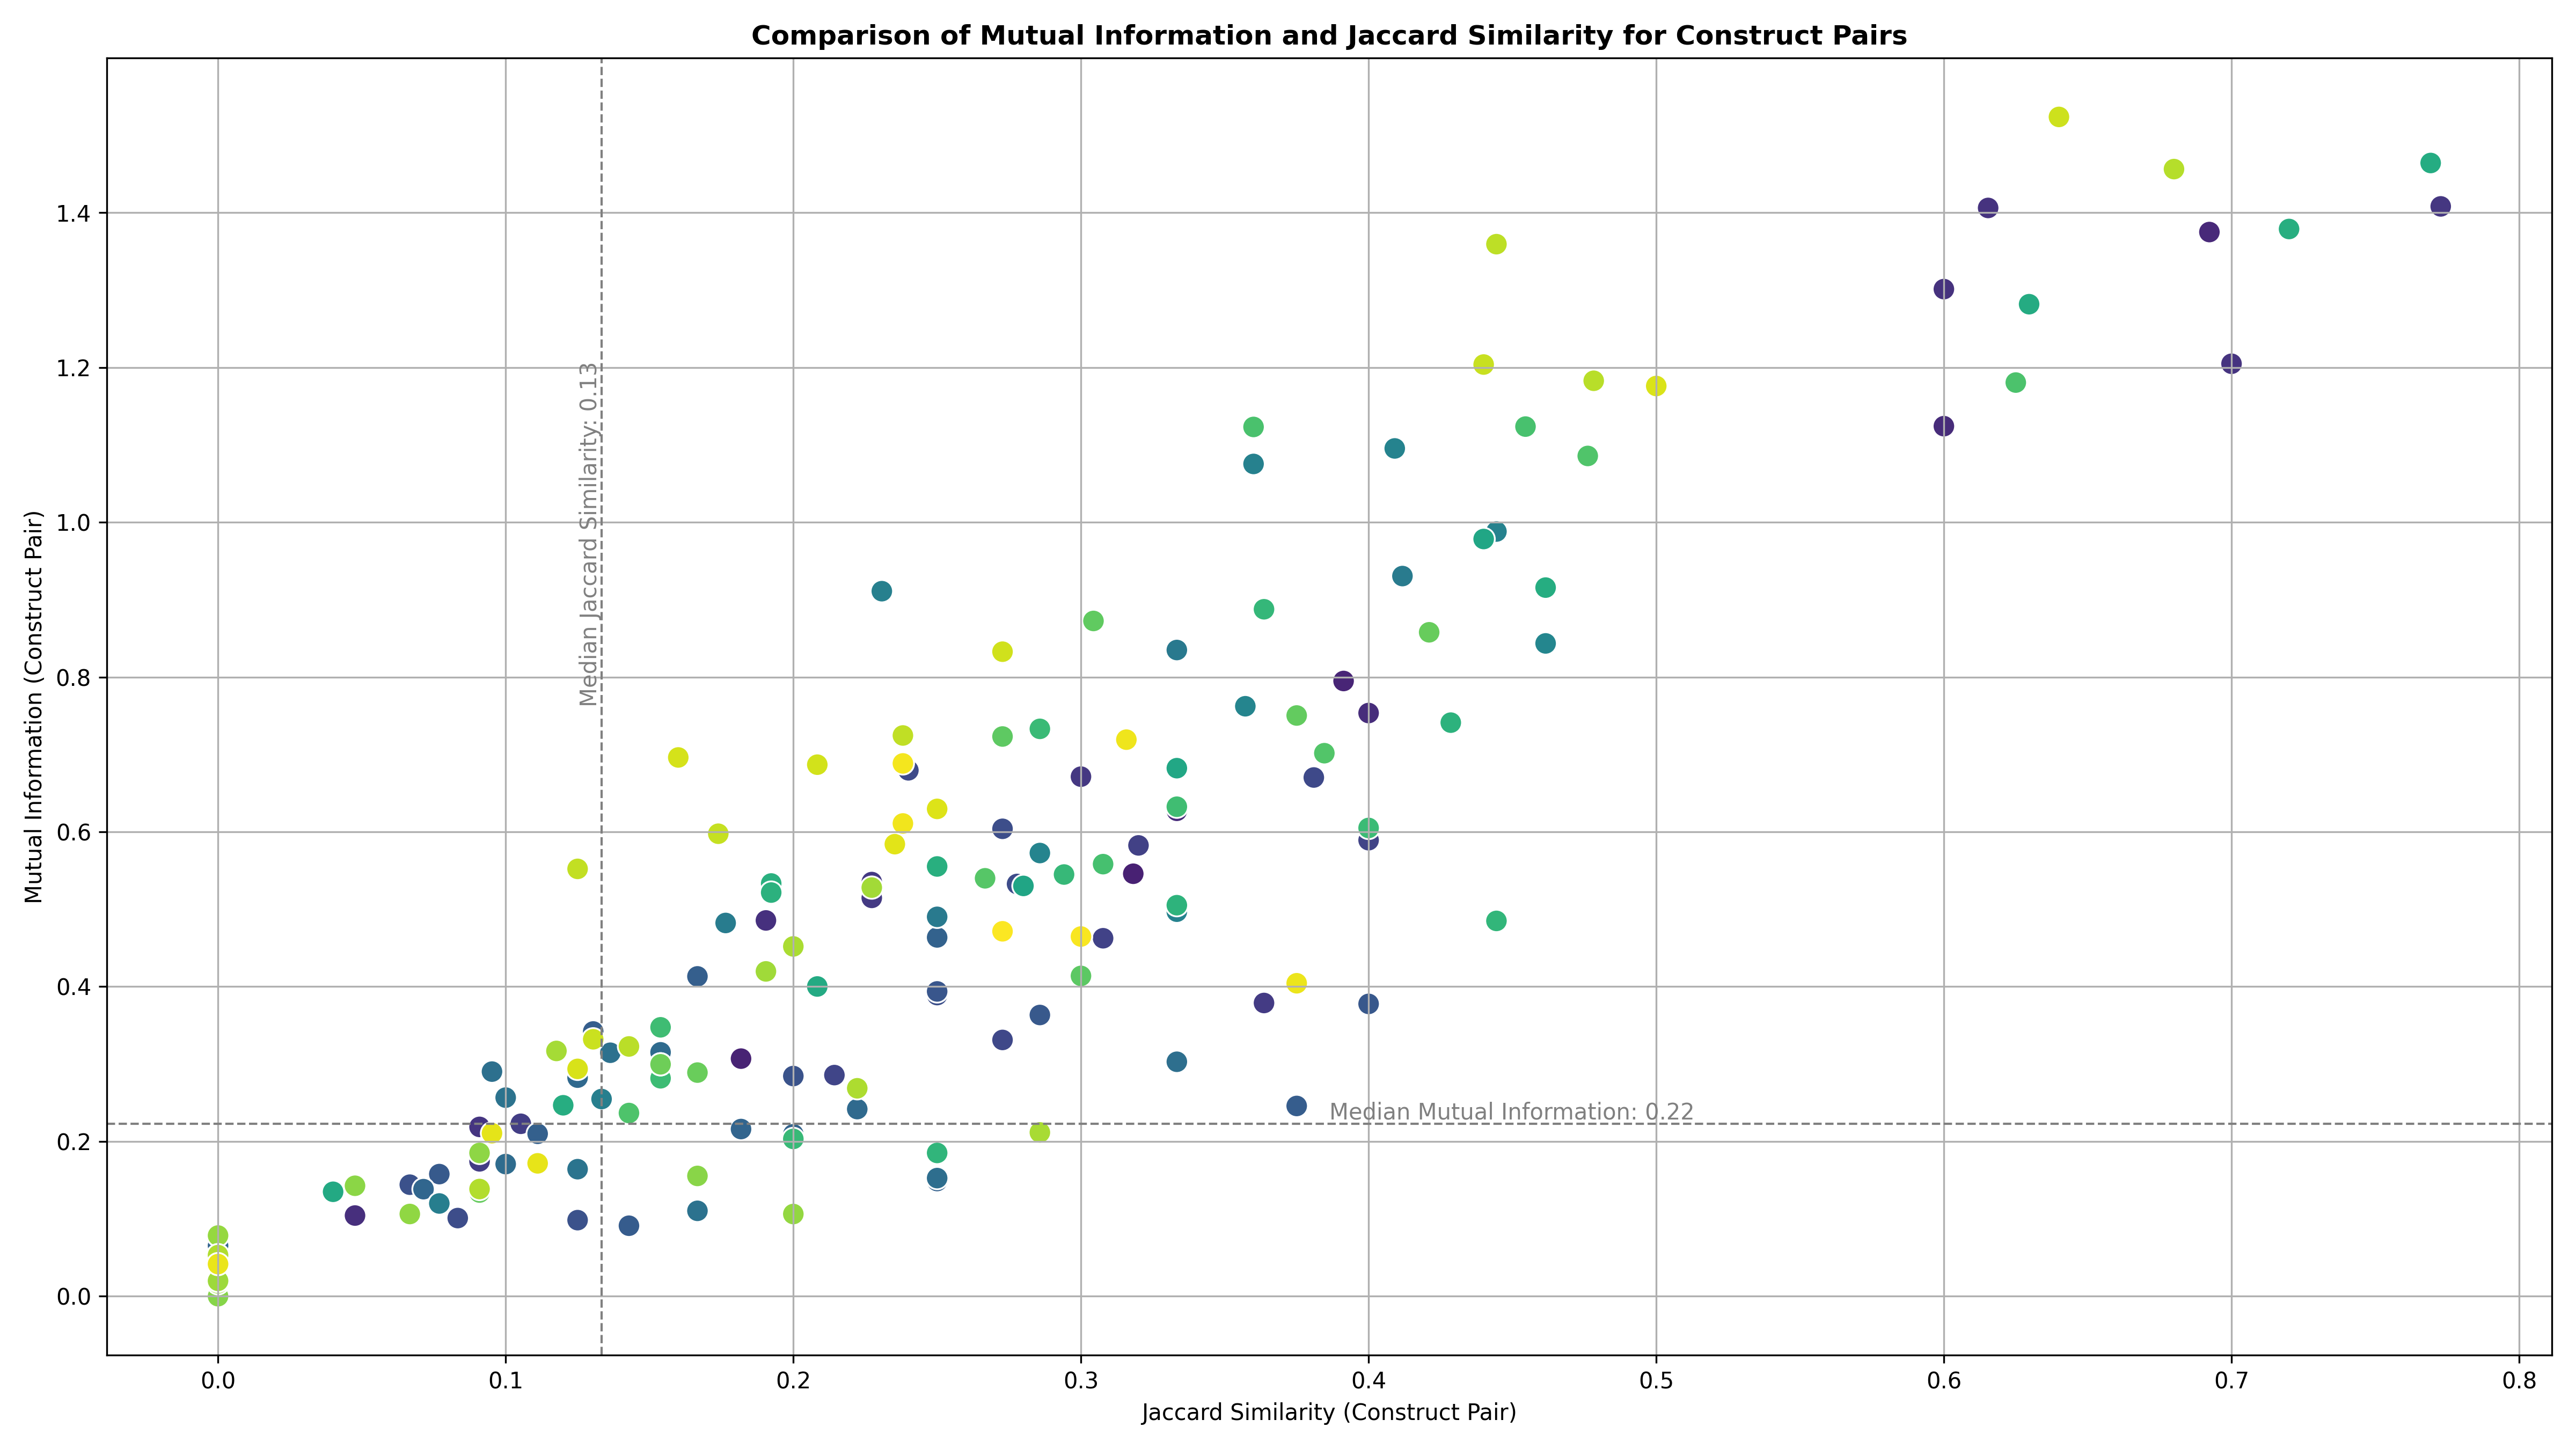 Comparison of Mutual Information and Jaccard Similarity for Construct Pairs
Mutual Information (Construct Pair)
1.4
1.2
1.0
0.8
0.6
0.4
0.2
0.0
Median Jaccard Similarity: 0.13
Median Mutual Information: 0.22
0.0 0.1 0.2 0.3 0.4 0.5 0.6 0.7 0.8
Jaccard Similarity (Construct Pair)